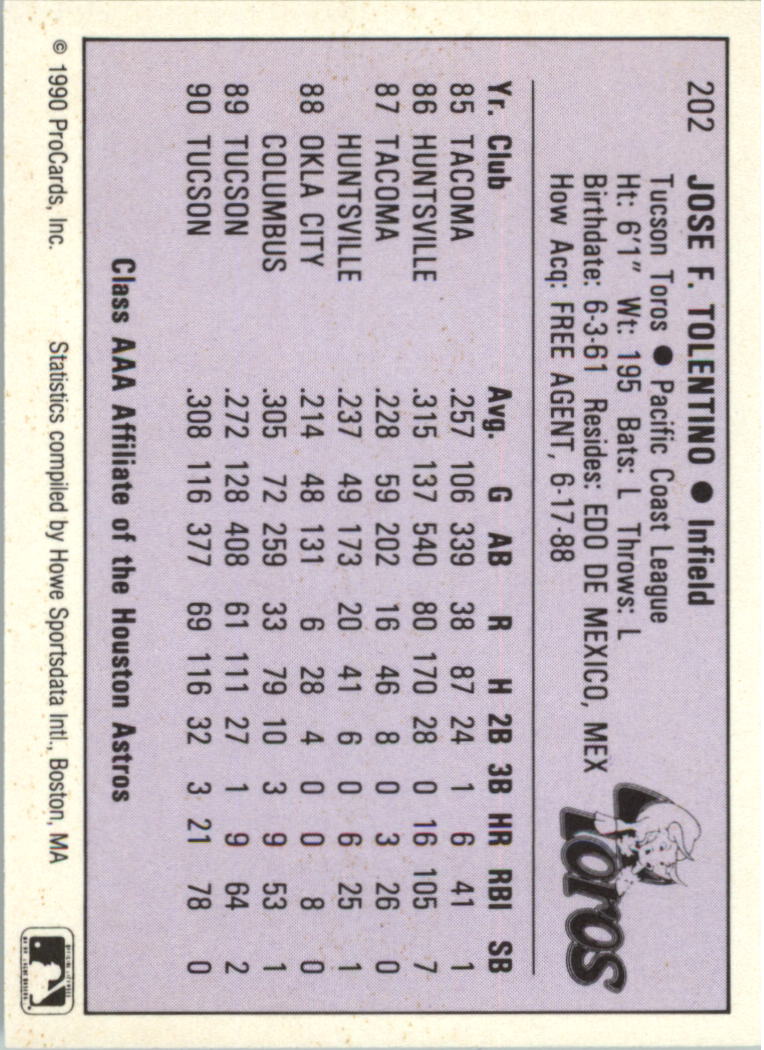 202 JOSE F. TOLENTINO ● Infield
Tucson Toros ● Pacific Coast League
Ht: 6'1" Wt: 195 Bats: L Throws: L
Birthdate: 6-3-61 Resides: EDO DE MEXICO, MEX
How Acq: FREE AGENT, 6-17-88
Toros
Yr. Club Avg. G AB R H 2B 3B HR RBI SB
85 TACOMA .257 106 339 38 87 24 1 6 41 1
86 HUNTSVILLE .315 137 540 80 170 28 0 16 105 7
87 TACOMA .228 59 202 16 46 8 0 3 26 0
HUNTSVILLE .237 49 173 20 41 6 0 6 25 1
88 OKLA CITY .214 48 131 6 28 4 0 0 8 0
COLUMBUS .305 72 259 33 79 10 3 9 53 1
89 TUCSON .272 128 408 61 111 27 1 9 64 2
90 TUCSON .308 116 377 69 116 32 3 21 78 0
Class AAA Affiliate of the Houston Astros
© 1990 ProCards, Inc. Statistics compiled by Howe Sportsdata Intl., Boston, MA